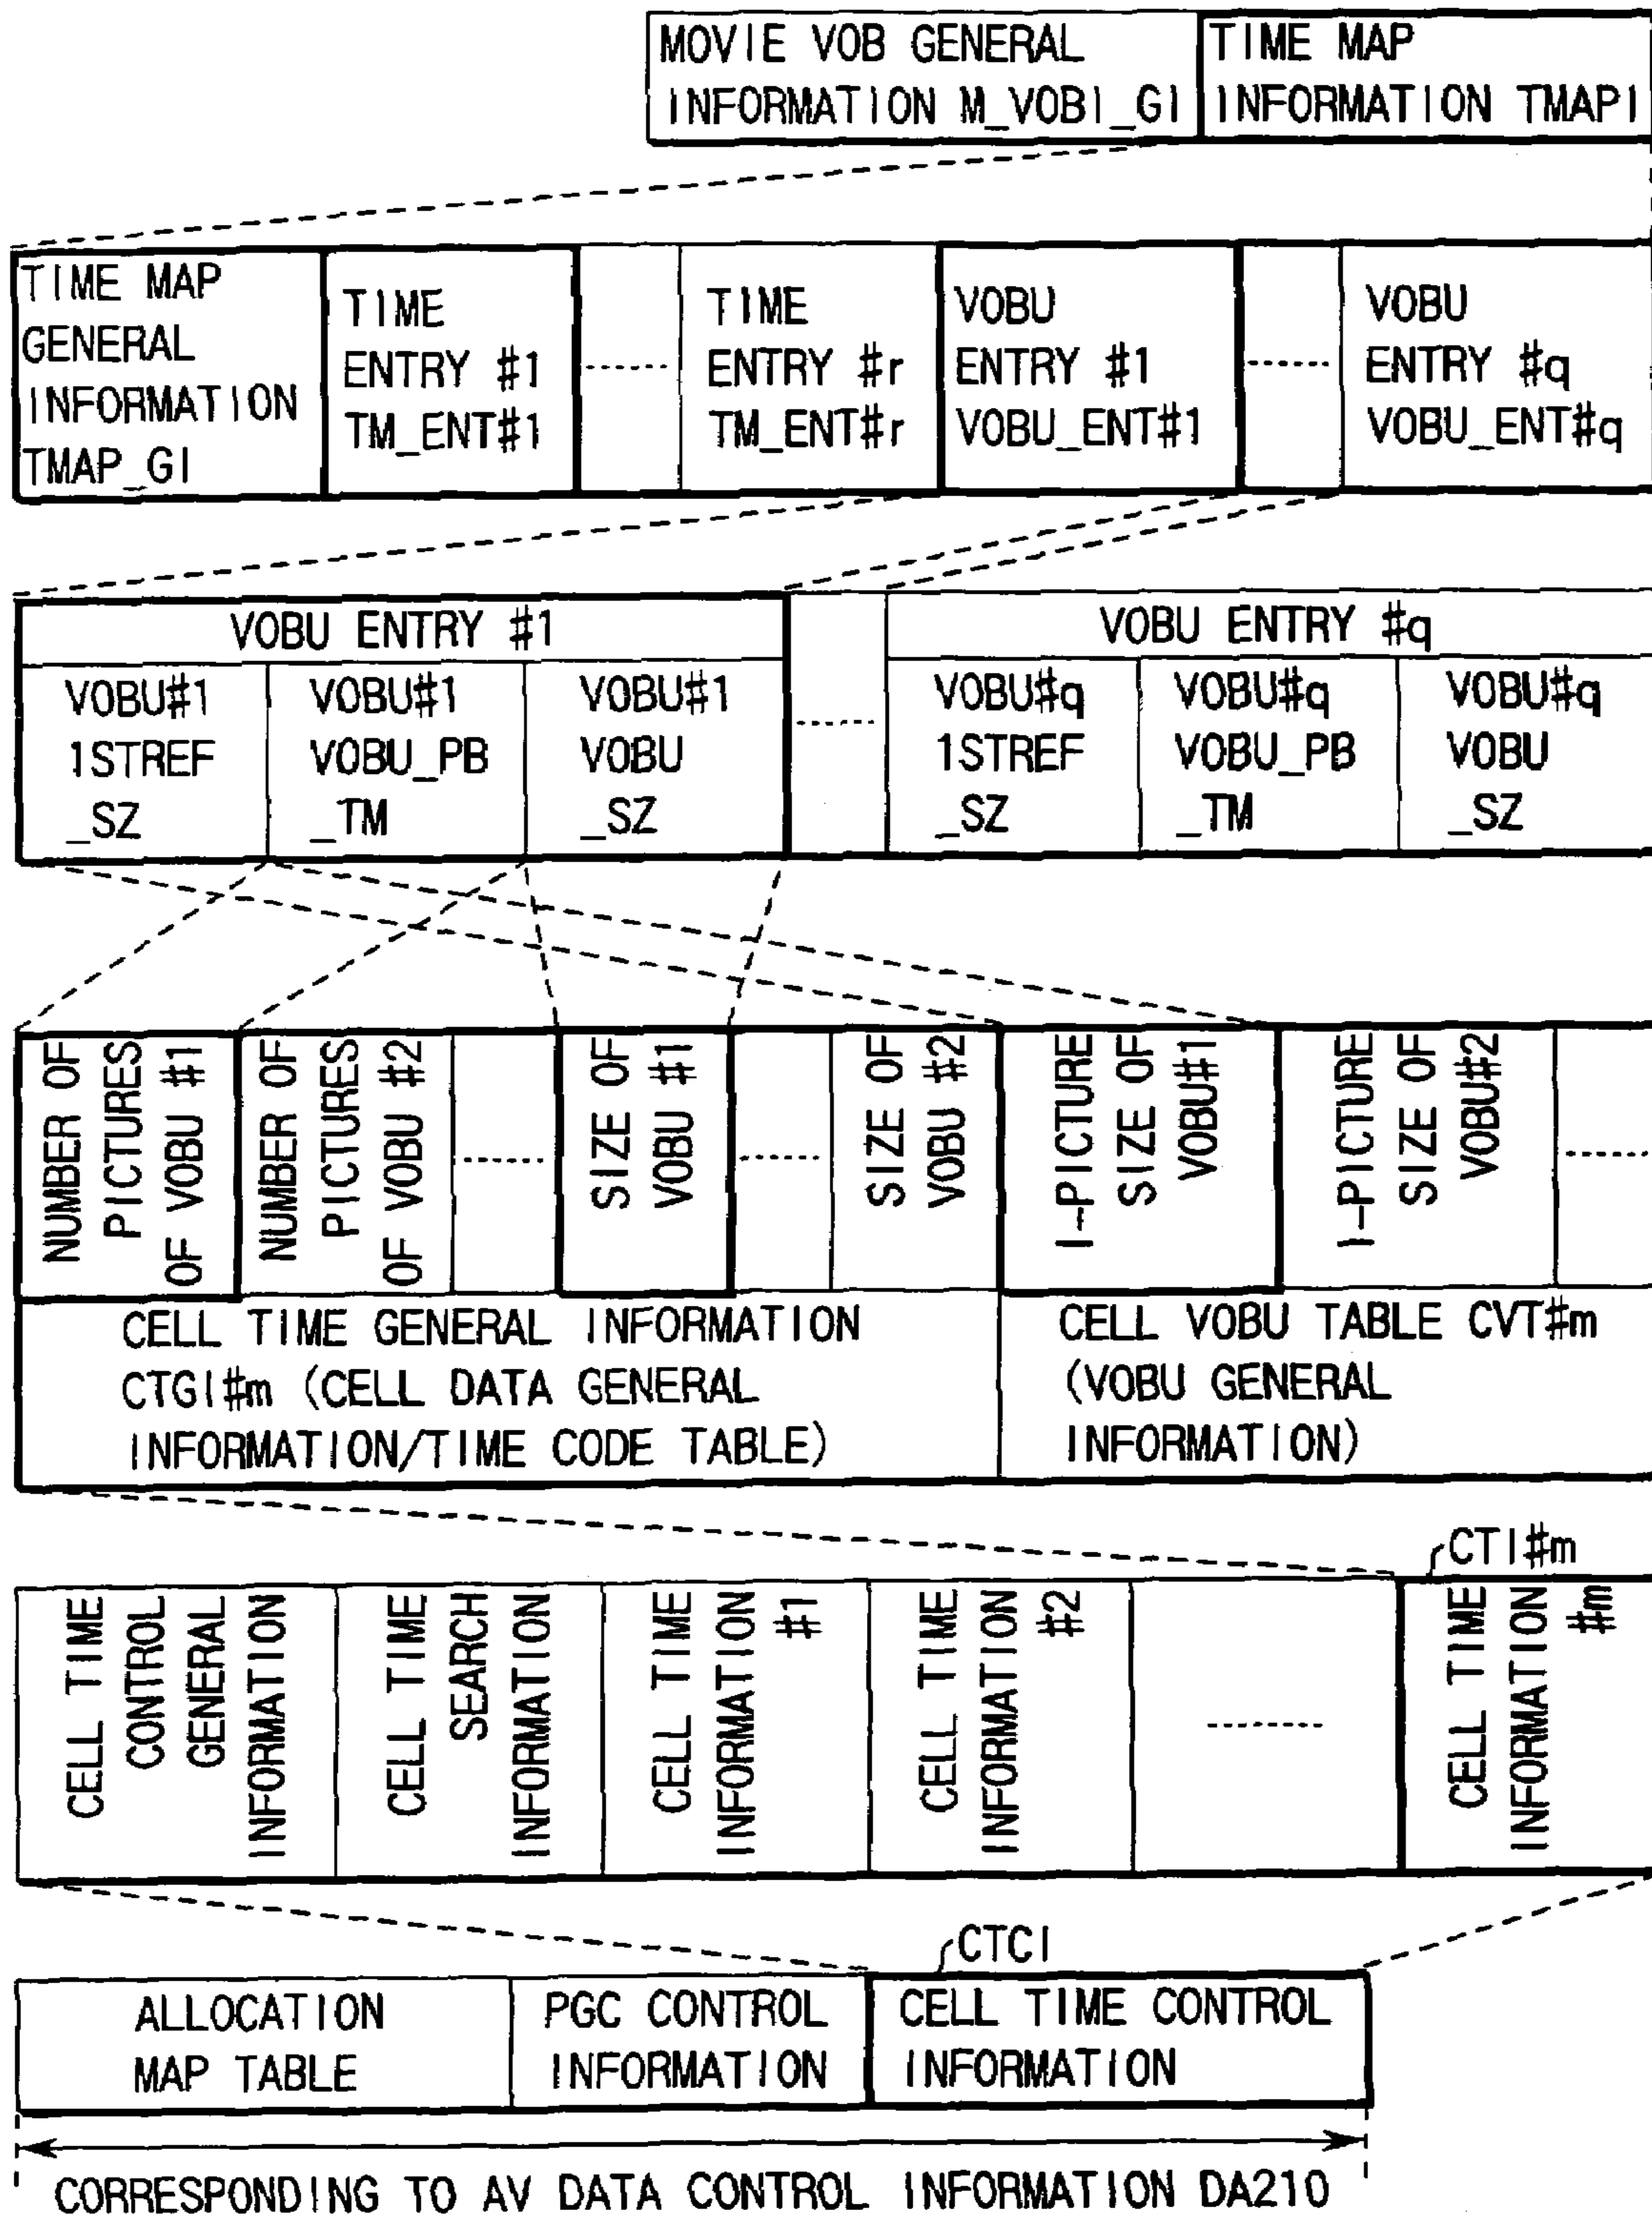 MOVIE VOB GENERAL
INFORMATION M_VOBI_GI
TIME MAP
INFORMATION TMAPI
TIME MAP
GENERAL
INFORMATION
TMAP_GI
TIME
ENTRY #1
TM_ENT#1
TIME
ENTRY #r
TM_ENT#r
VOBU
ENTRY #1
VOBU_ENT#1
VOBU
ENTRY #q
VOBU_ENT#q
VOBU ENTRY #1
VOBU ENTRY #q
VOBU#1
1STREF
_SZ
VOBU#1
VOBU_PB
_TM
VOBU#1
VOBU
_SZ
VOBU#q
1STREF
_SZ
VOBU#q
VOBU_PB
_TM
VOBU#q
VOBU
_SZ
NUMBER OF
PICTURES
OF VOBU #1
NUMBER OF
PICTURES
OF VOBU #2
SIZE OF
VOBU #1
SIZE OF
VOBU #2
I-PICTURE
SIZE OF
VOBU#1
I-PICTURE
SIZE OF
VOBU#2
CELL TIME GENERAL INFORMATION
CTGI#m (CELL DATA GENERAL
INFORMATION/TIME CODE TABLE)
CELL VOBU TABLE CVT#m
(VOBU GENERAL
INFORMATION)
CTI#m
CELL TIME
CONTROL
GENERAL
INFORMATION
CELL TIME
SEARCH
INFORMATION
CELL TIME
INFORMATION
#1
CELL TIME
INFORMATION
#2
CELL TIME
INFORMATION
#m
CTCI
ALLOCATION
MAP TABLE
PGC CONTROL
INFORMATION
CELL TIME CONTROL
INFORMATION
CORRESPONDING TO AV DATA CONTROL INFORMATION DA210